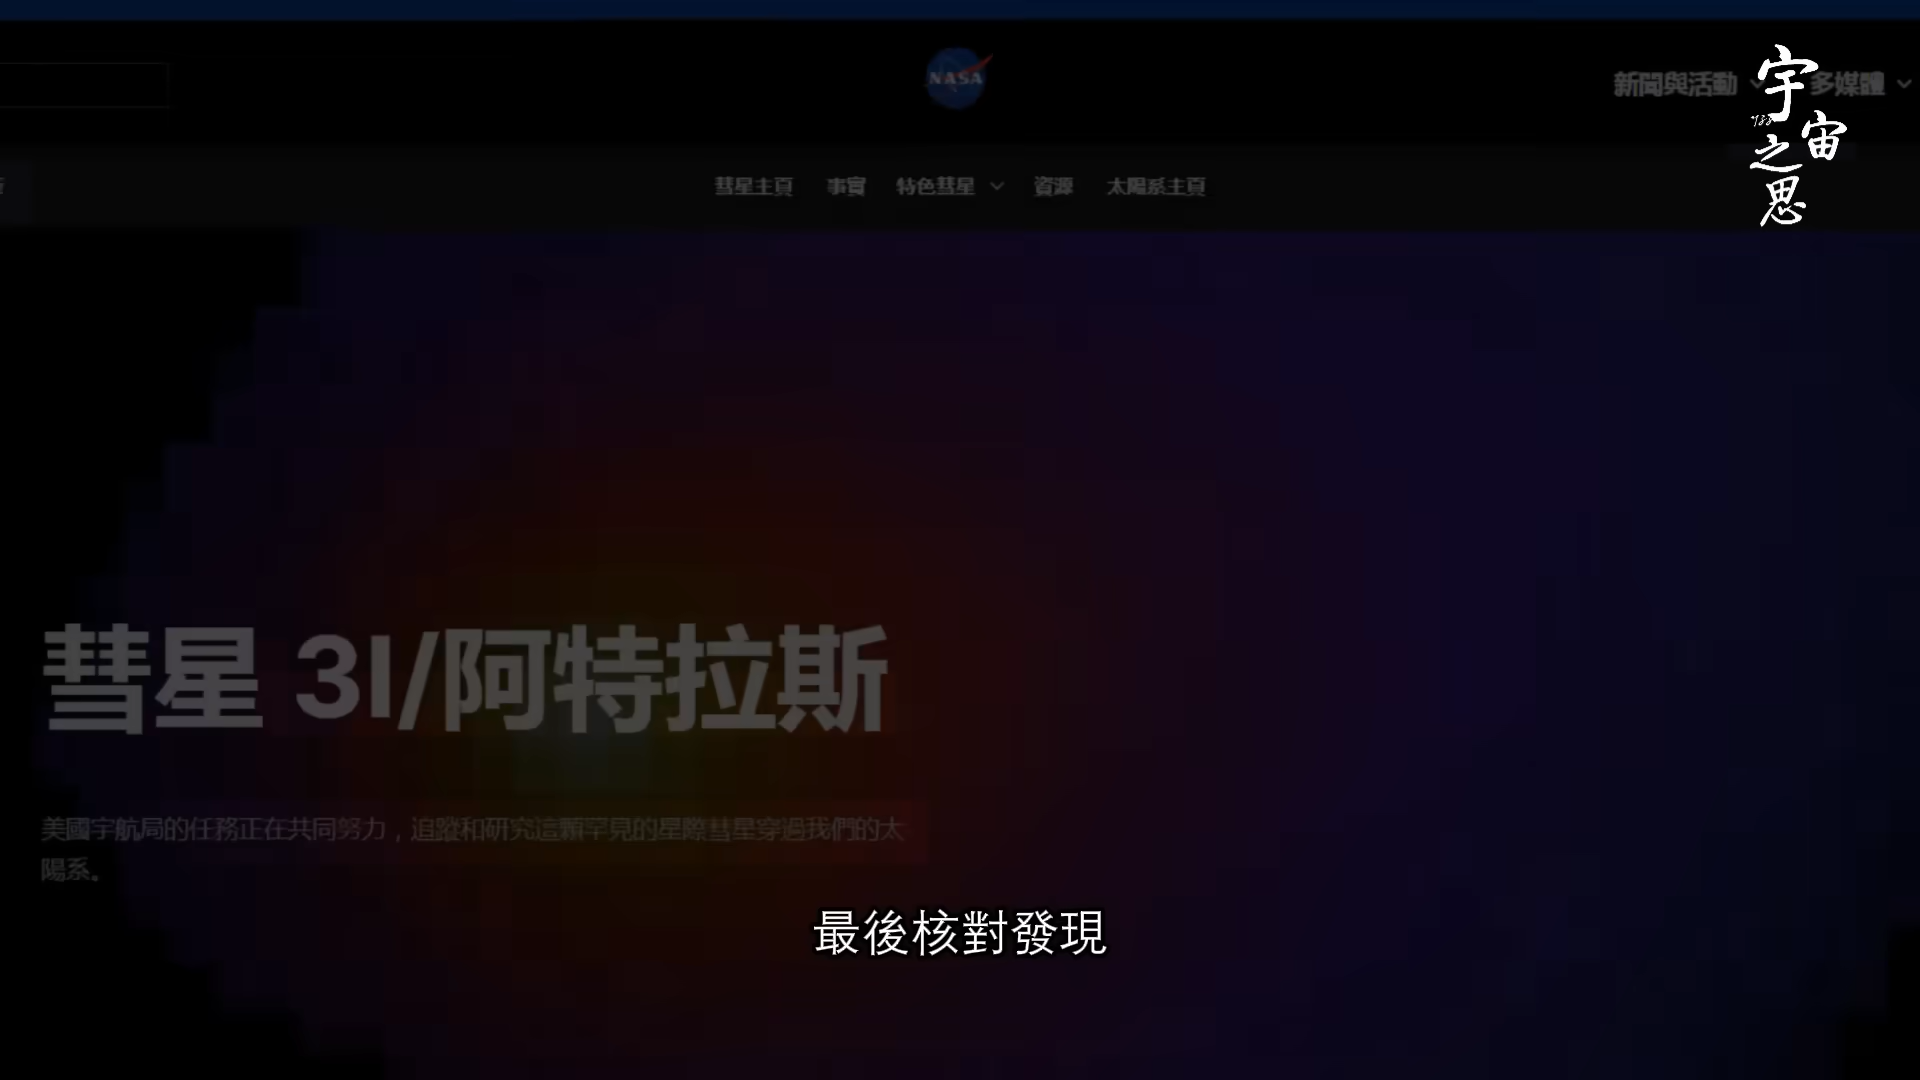 NASA
新聞與活動
多媒體
宇宙之思
彗星主頁 事實 特色彗星 資源 太陽系主頁
彗星 3I/阿特拉斯
美國宇航局的任務正在共同努力，追蹤和研究這顆罕見的星際彗星穿過我們的太
陽系。
最後核對發現